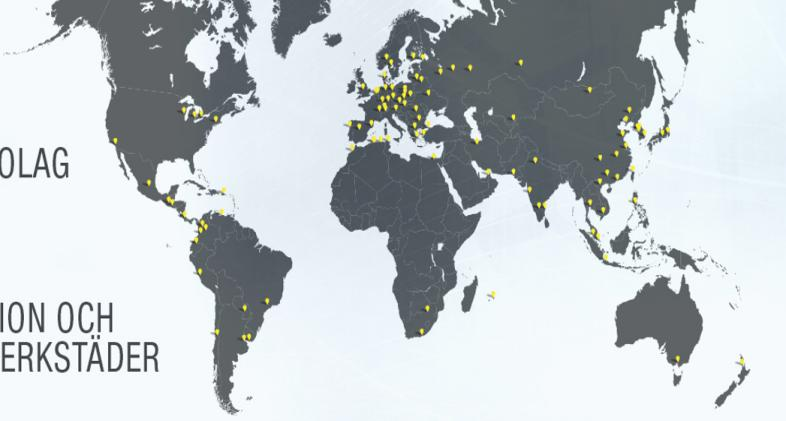 OLAG
ION OCH
ERKSTÄDER